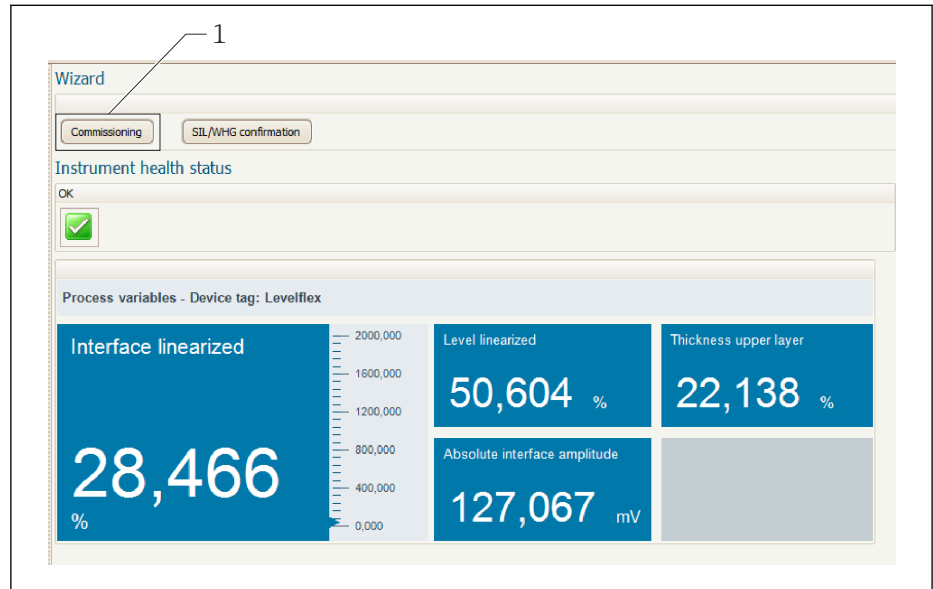 1
Wizard
Commissioning
SIL/WHG confirmation
Instrument health status
OK
Process variables - Device tag: Levelflex
Interface linearized
28,466
%
2000,000
1600,000
1200,000
800,000
400,000
0,000
Level linearized
50,604 %
Thickness upper layer
22,138 %
Absolute interface amplitude
127,067 mV